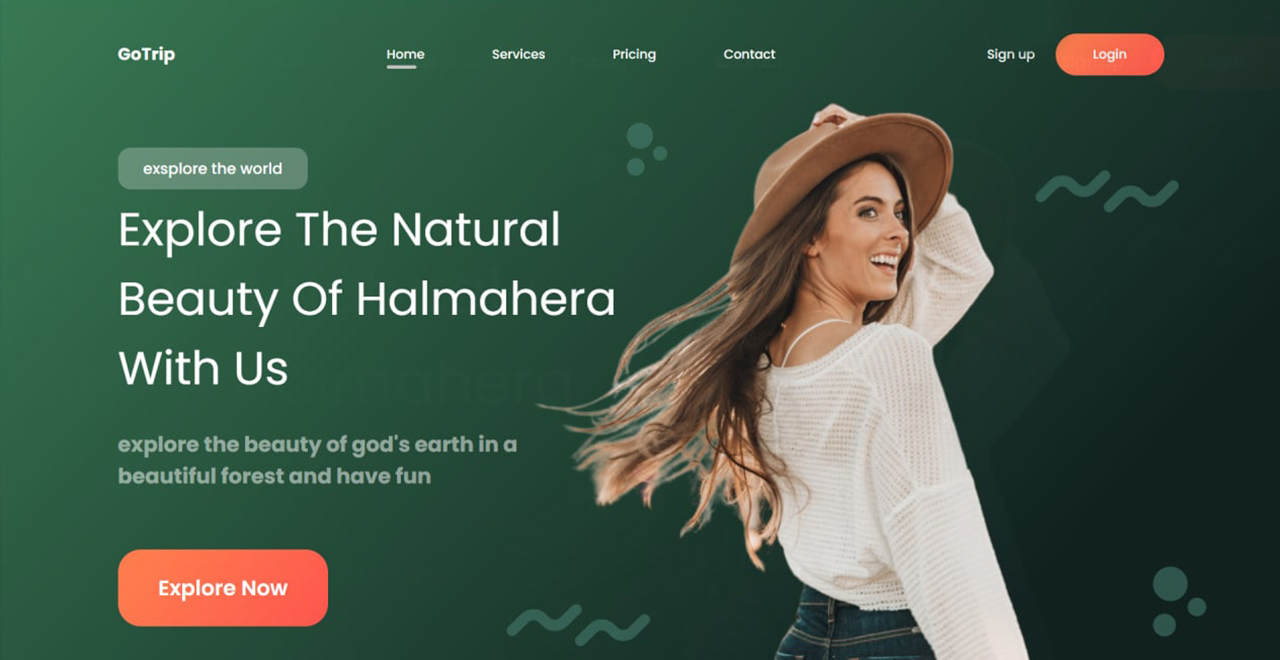 GoTrip
Home
Services
Pricing
Contact
Sign up
Login
exsplore the world
Explore The Natural
Beauty Of Halmahera
With Us
explore the beauty of god's earth in a
beautiful forest and have fun
Explore Now